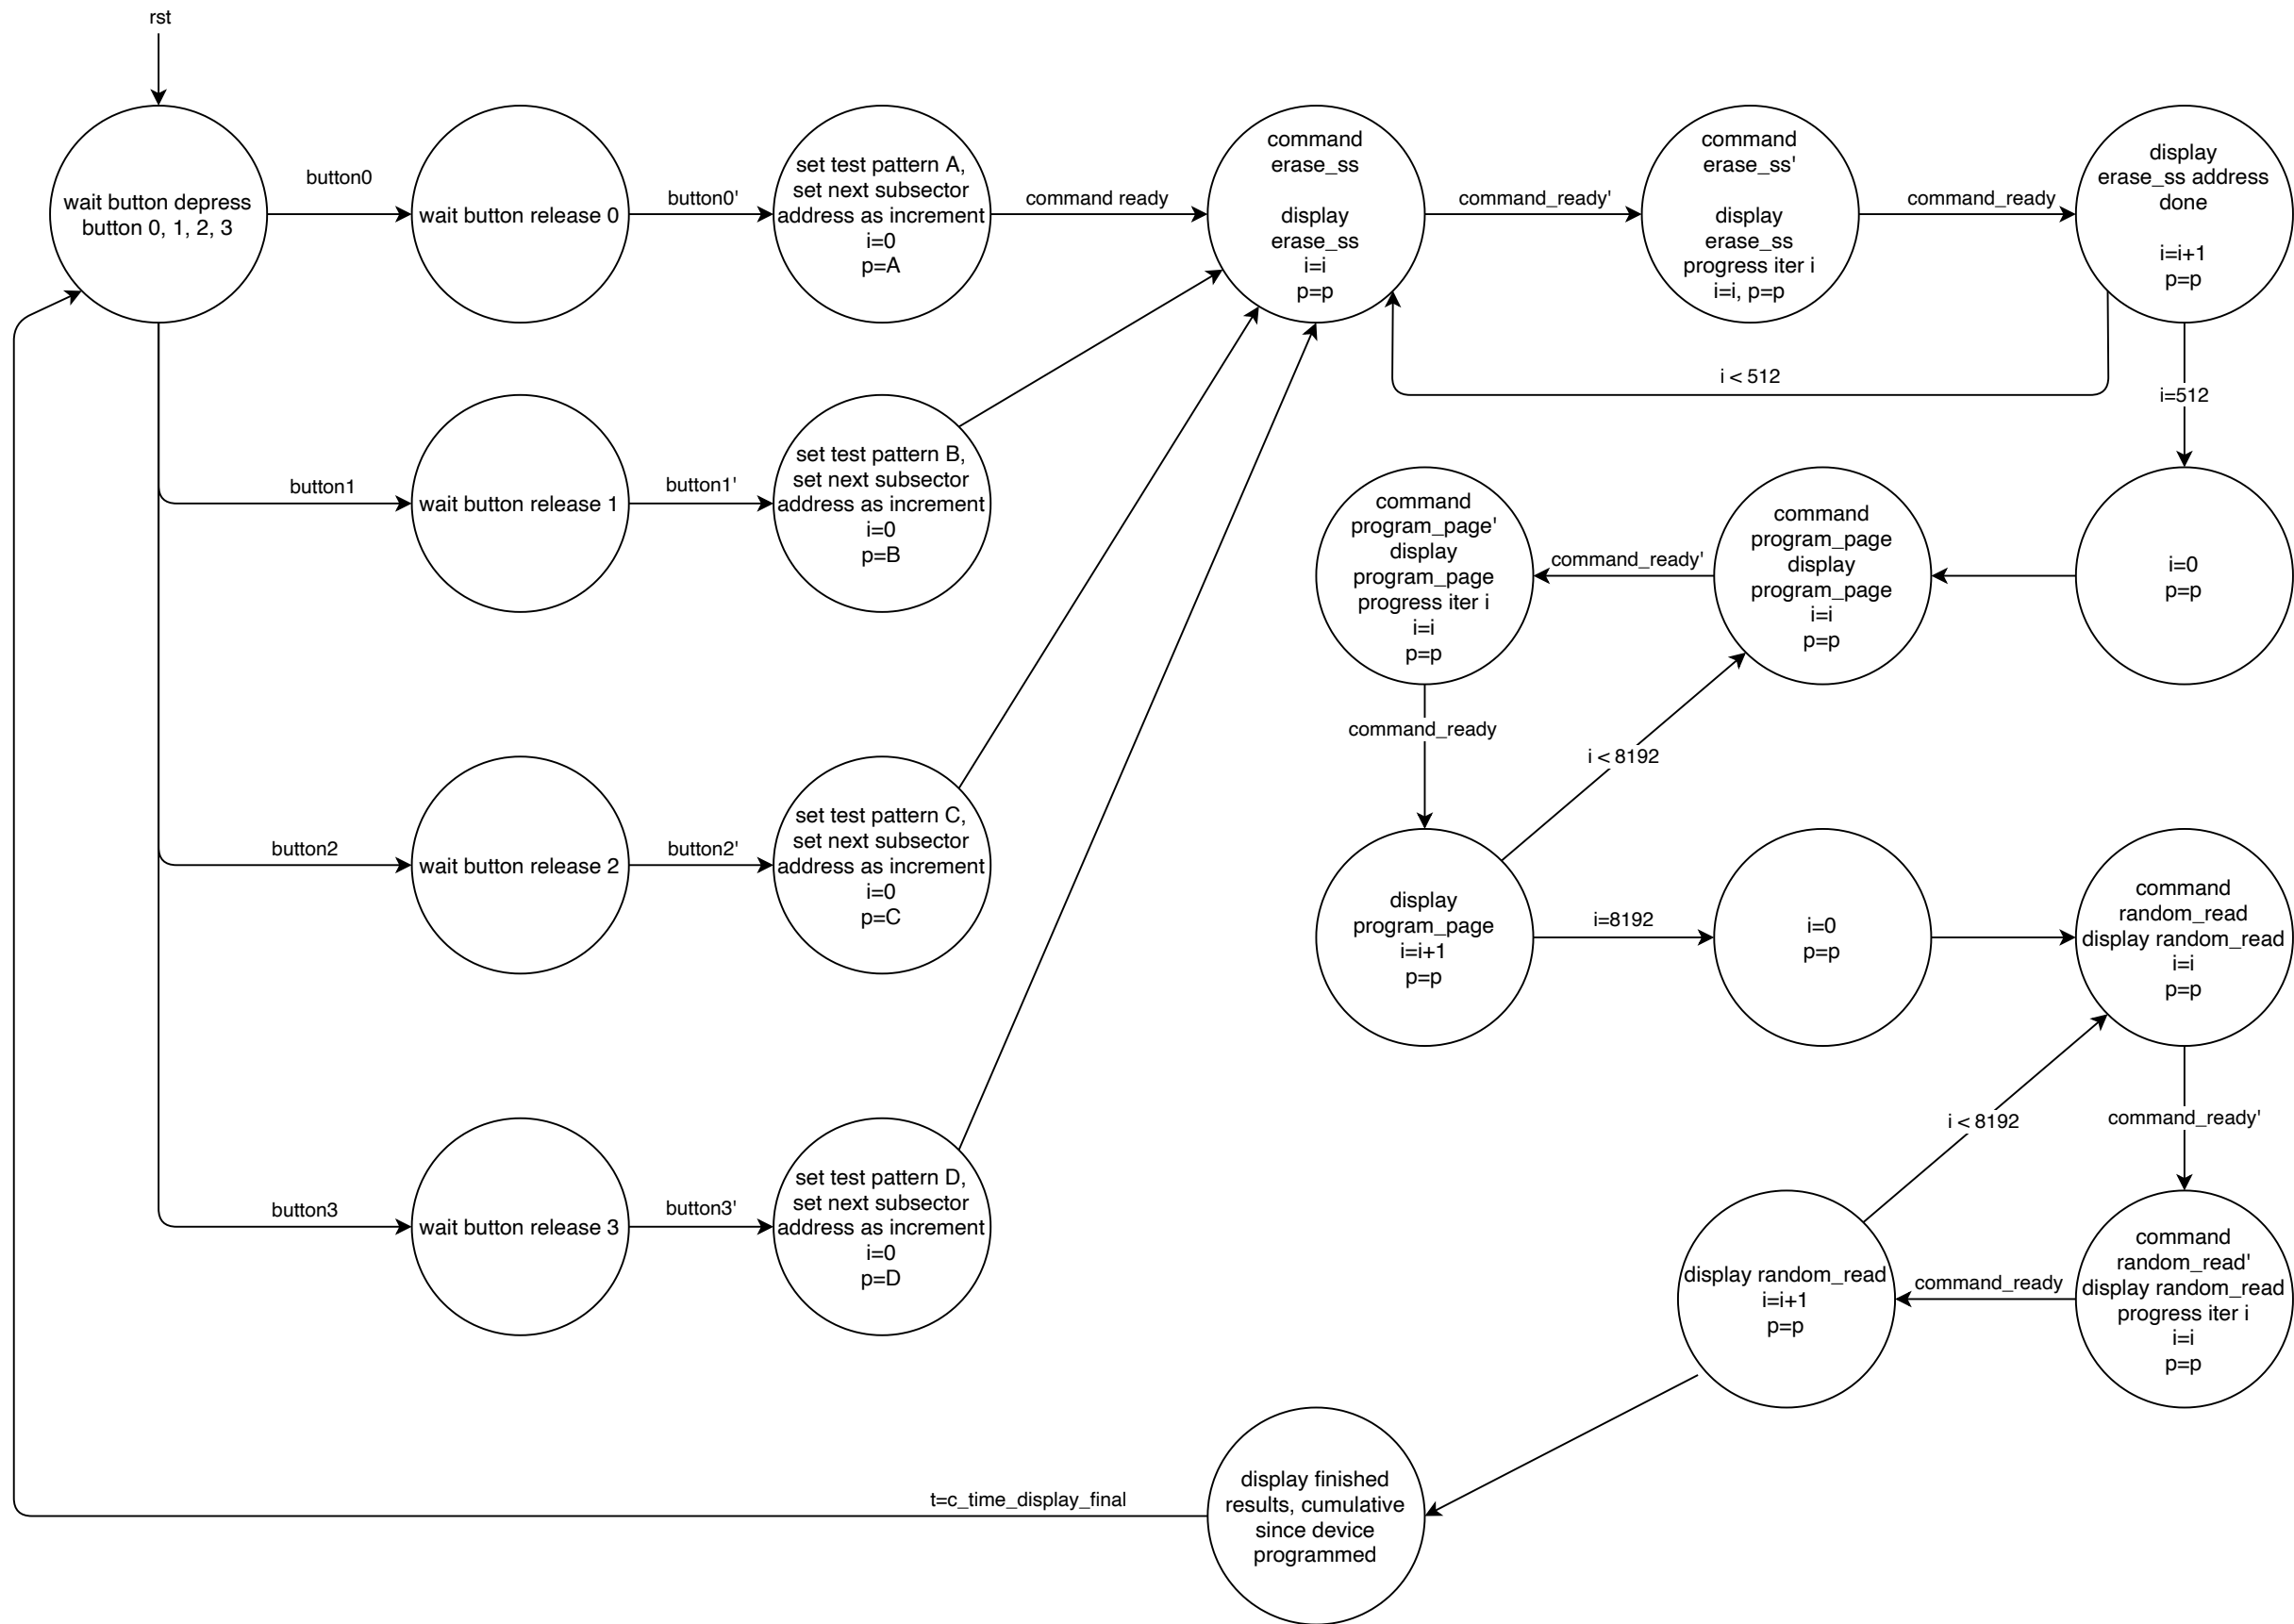 rst
wait button depress
button 0, 1, 2, 3
button0
wait button release 0
button0'
set test pattern A,
set next subsector
address as increment
i=0
p=A
command ready
command
erase_ss
display
erase_ss
i=i
p=p
command_ready'
command
erase_ss'
display
erase_ss
progress iter i
i=i, p=p
command_ready
display
erase_ss address
done
i=i+1
p=p
i < 512
i=512
button1
wait button release 1
button1'
set test pattern B,
set next subsector
address as increment
i=0
p=B
command
program_page'
display
program_page
progress iter i
i=i
p=p
command_ready'
command
program_page
display
program_page
i=i
p=p
i=0
p=p
command_ready
i < 8192
button2
wait button release 2
button2'
set test pattern C,
set next subsector
address as increment
i=0
p=C
display
program_page
i=i+1
p=p
i=8192
i=0
p=p
command
random_read
display random_read
i=i
p=p
i < 8192
command_ready'
button3
wait button release 3
button3'
set test pattern D,
set next subsector
address as increment
i=0
p=D
display random_read
i=i+1
p=p
command_ready
command
random_read'
display random_read
progress iter i
i=i
p=p
t=c_time_display_final
display finished
results, cumulative
since device
programmed